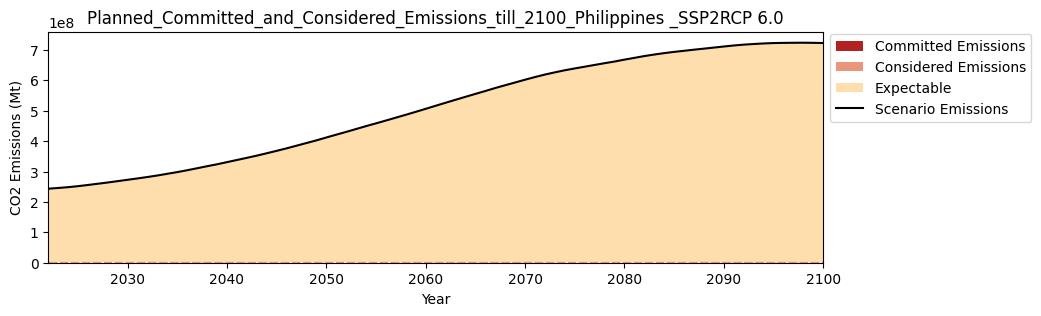 Planned_Committed_and_Considered_Emissions_till_2100_Philippines _SSP2RCP 6.0
1e8
7
6
5
4
3
2
1
0
CO2 Emissions (Mt)
2030 2040 2050 2060 2070 2080 2090 2100
Year
Committed Emissions
Considered Emissions
Expectable
Scenario Emissions